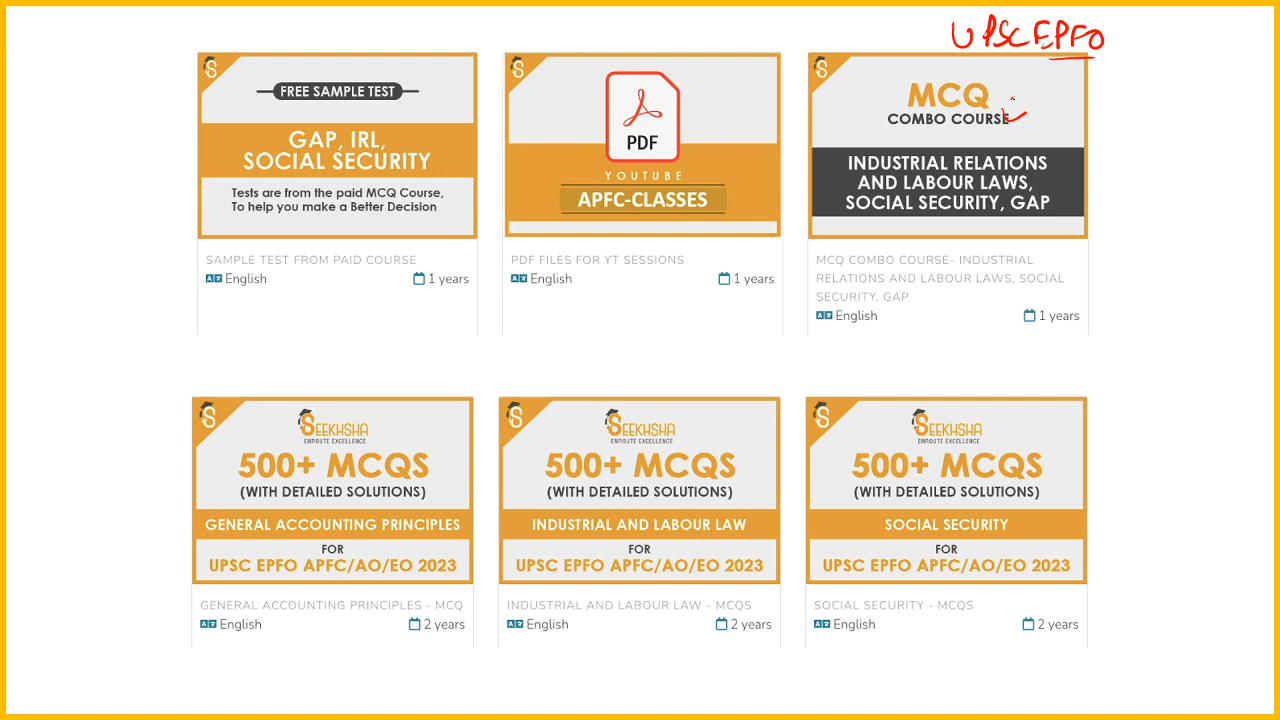 UPSC EPFO
FREE SAMPLE TEST
GAP, IRL,
SOCIAL SECURITY
Tests are from the paid MCQ Course,
To help you make a Better Decision
SAMPLE TEST FROM PAID COURSE
English
1 years
PDF
YOUTUBE
APFC-CLASSES
PDF FILES FOR YT SESSIONS
English
1 years
MCQ
COMBO COURSE
INDUSTRIAL RELATIONS
AND LABOUR LAWS,
SOCIAL SECURITY, GAP
MCQ COMBO COURSE- INDUSTRIAL
RELATIONS AND LABOUR LAWS, SOCIAL
SECURITY, GAP
English
1 years
SEEKHSHA
ENROUTE EXCELLENCE
500+ MCQS
(WITH DETAILED SOLUTIONS)
GENERAL ACCOUNTING PRINCIPLES
FOR
UPSC EPFO APFC/AO/EO 2023
GENERAL ACCOUNTING PRINCIPLES - MCQ
English
2 years
SEEKHSHA
ENROUTE EXCELLENCE
500+ MCQS
(WITH DETAILED SOLUTIONS)
INDUSTRIAL AND LABOUR LAW
FOR
UPSC EPFO APFC/AO/EO 2023
INDUSTRIAL AND LABOUR LAW - MCQS
English
2 years
SEEKHSHA
ENROUTE EXCELLENCE
500+ MCQS
(WITH DETAILED SOLUTIONS)
SOCIAL SECURITY
FOR
UPSC EPFO APFC/AO/EO 2023
SOCIAL SECURITY - MCQS
English
2 years